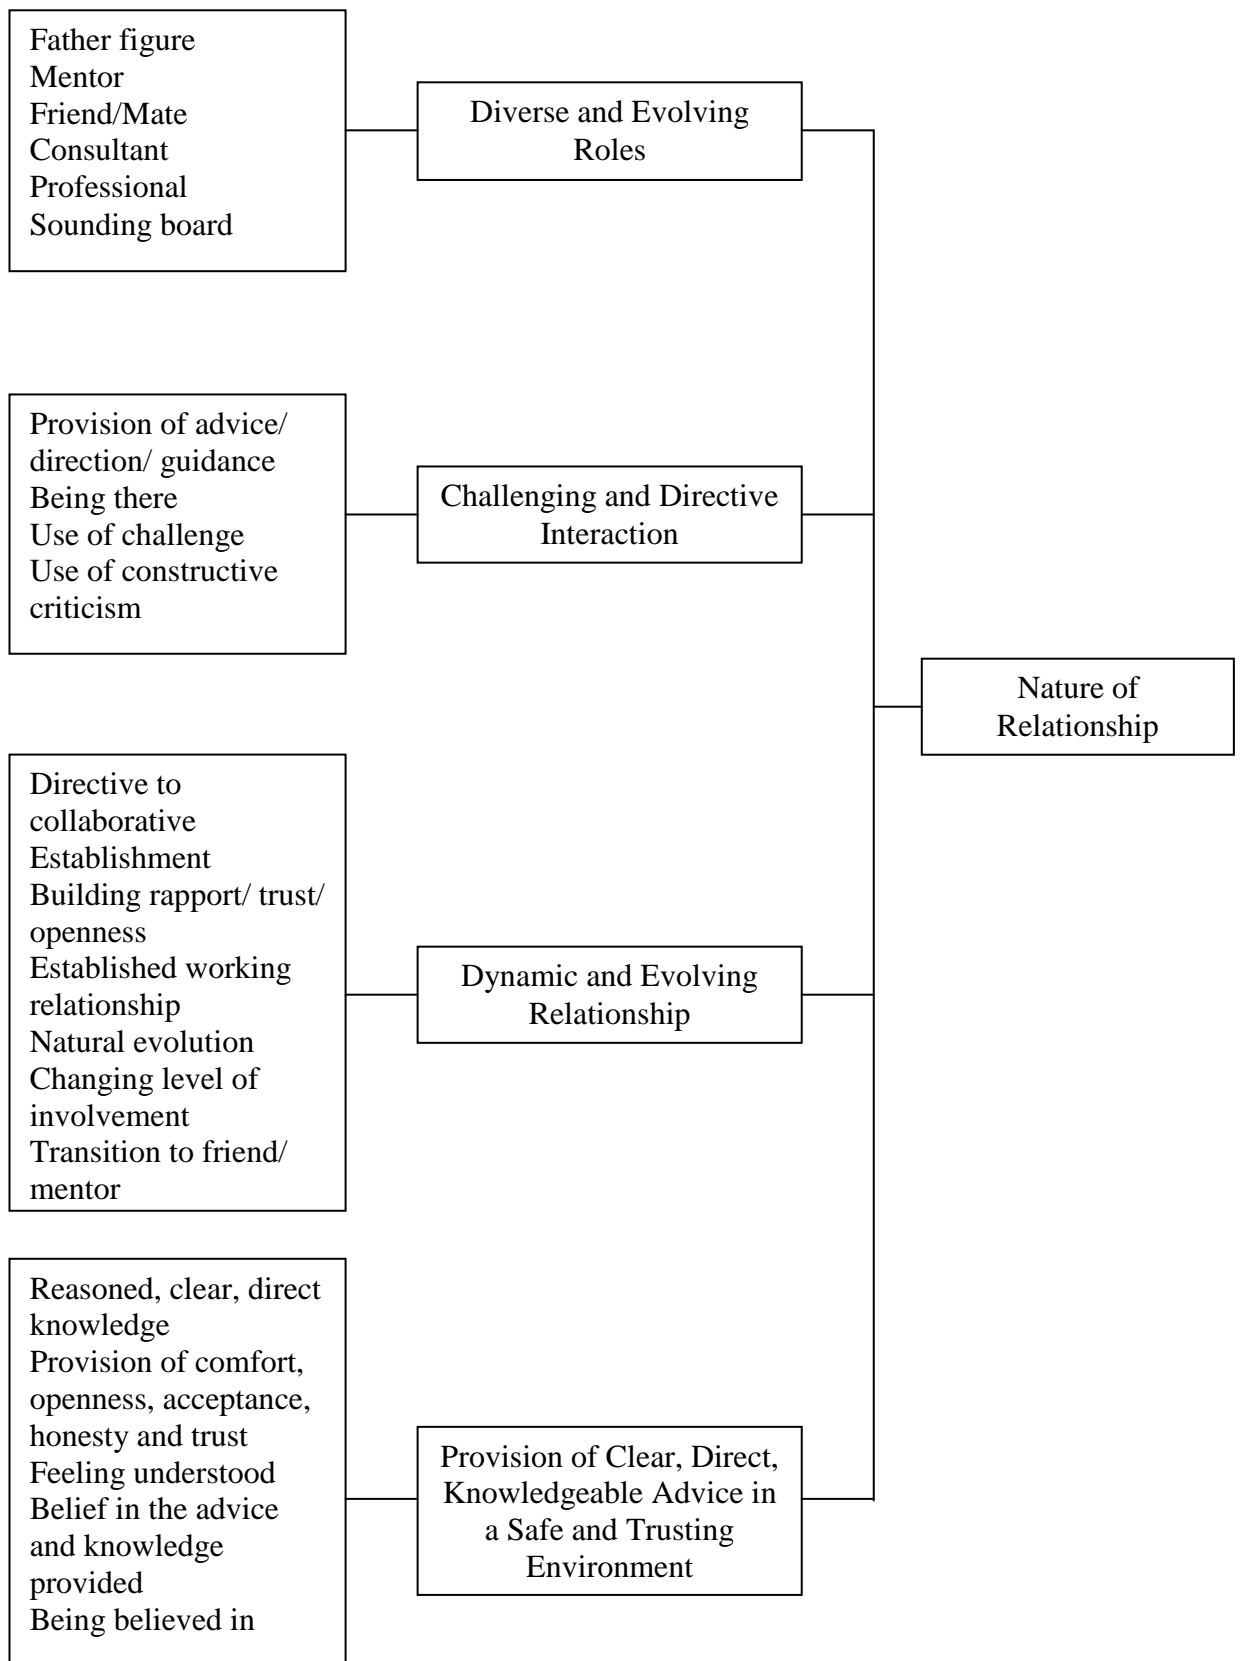 Father figure
Mentor
Friend/Mate
Consultant
Professional
Sounding board
Diverse and Evolving
Roles
Provision of advice/
direction/ guidance
Being there
Use of challenge
Use of constructive
criticism
Challenging and Directive
Interaction
Nature of
Relationship
Directive to
collaborative
Establishment
Building rapport/ trust/
openness
Established working
relationship
Natural evolution
Changing level of
involvement
Transition to friend/
mentor
Dynamic and Evolving
Relationship
Reasoned, clear, direct
knowledge
Provision of comfort,
openness, acceptance,
honesty and trust
Feeling understood
Belief in the advice
and knowledge
provided
Being believed in
Provision of Clear, Direct,
Knowledgeable Advice in
a Safe and Trusting
Environment